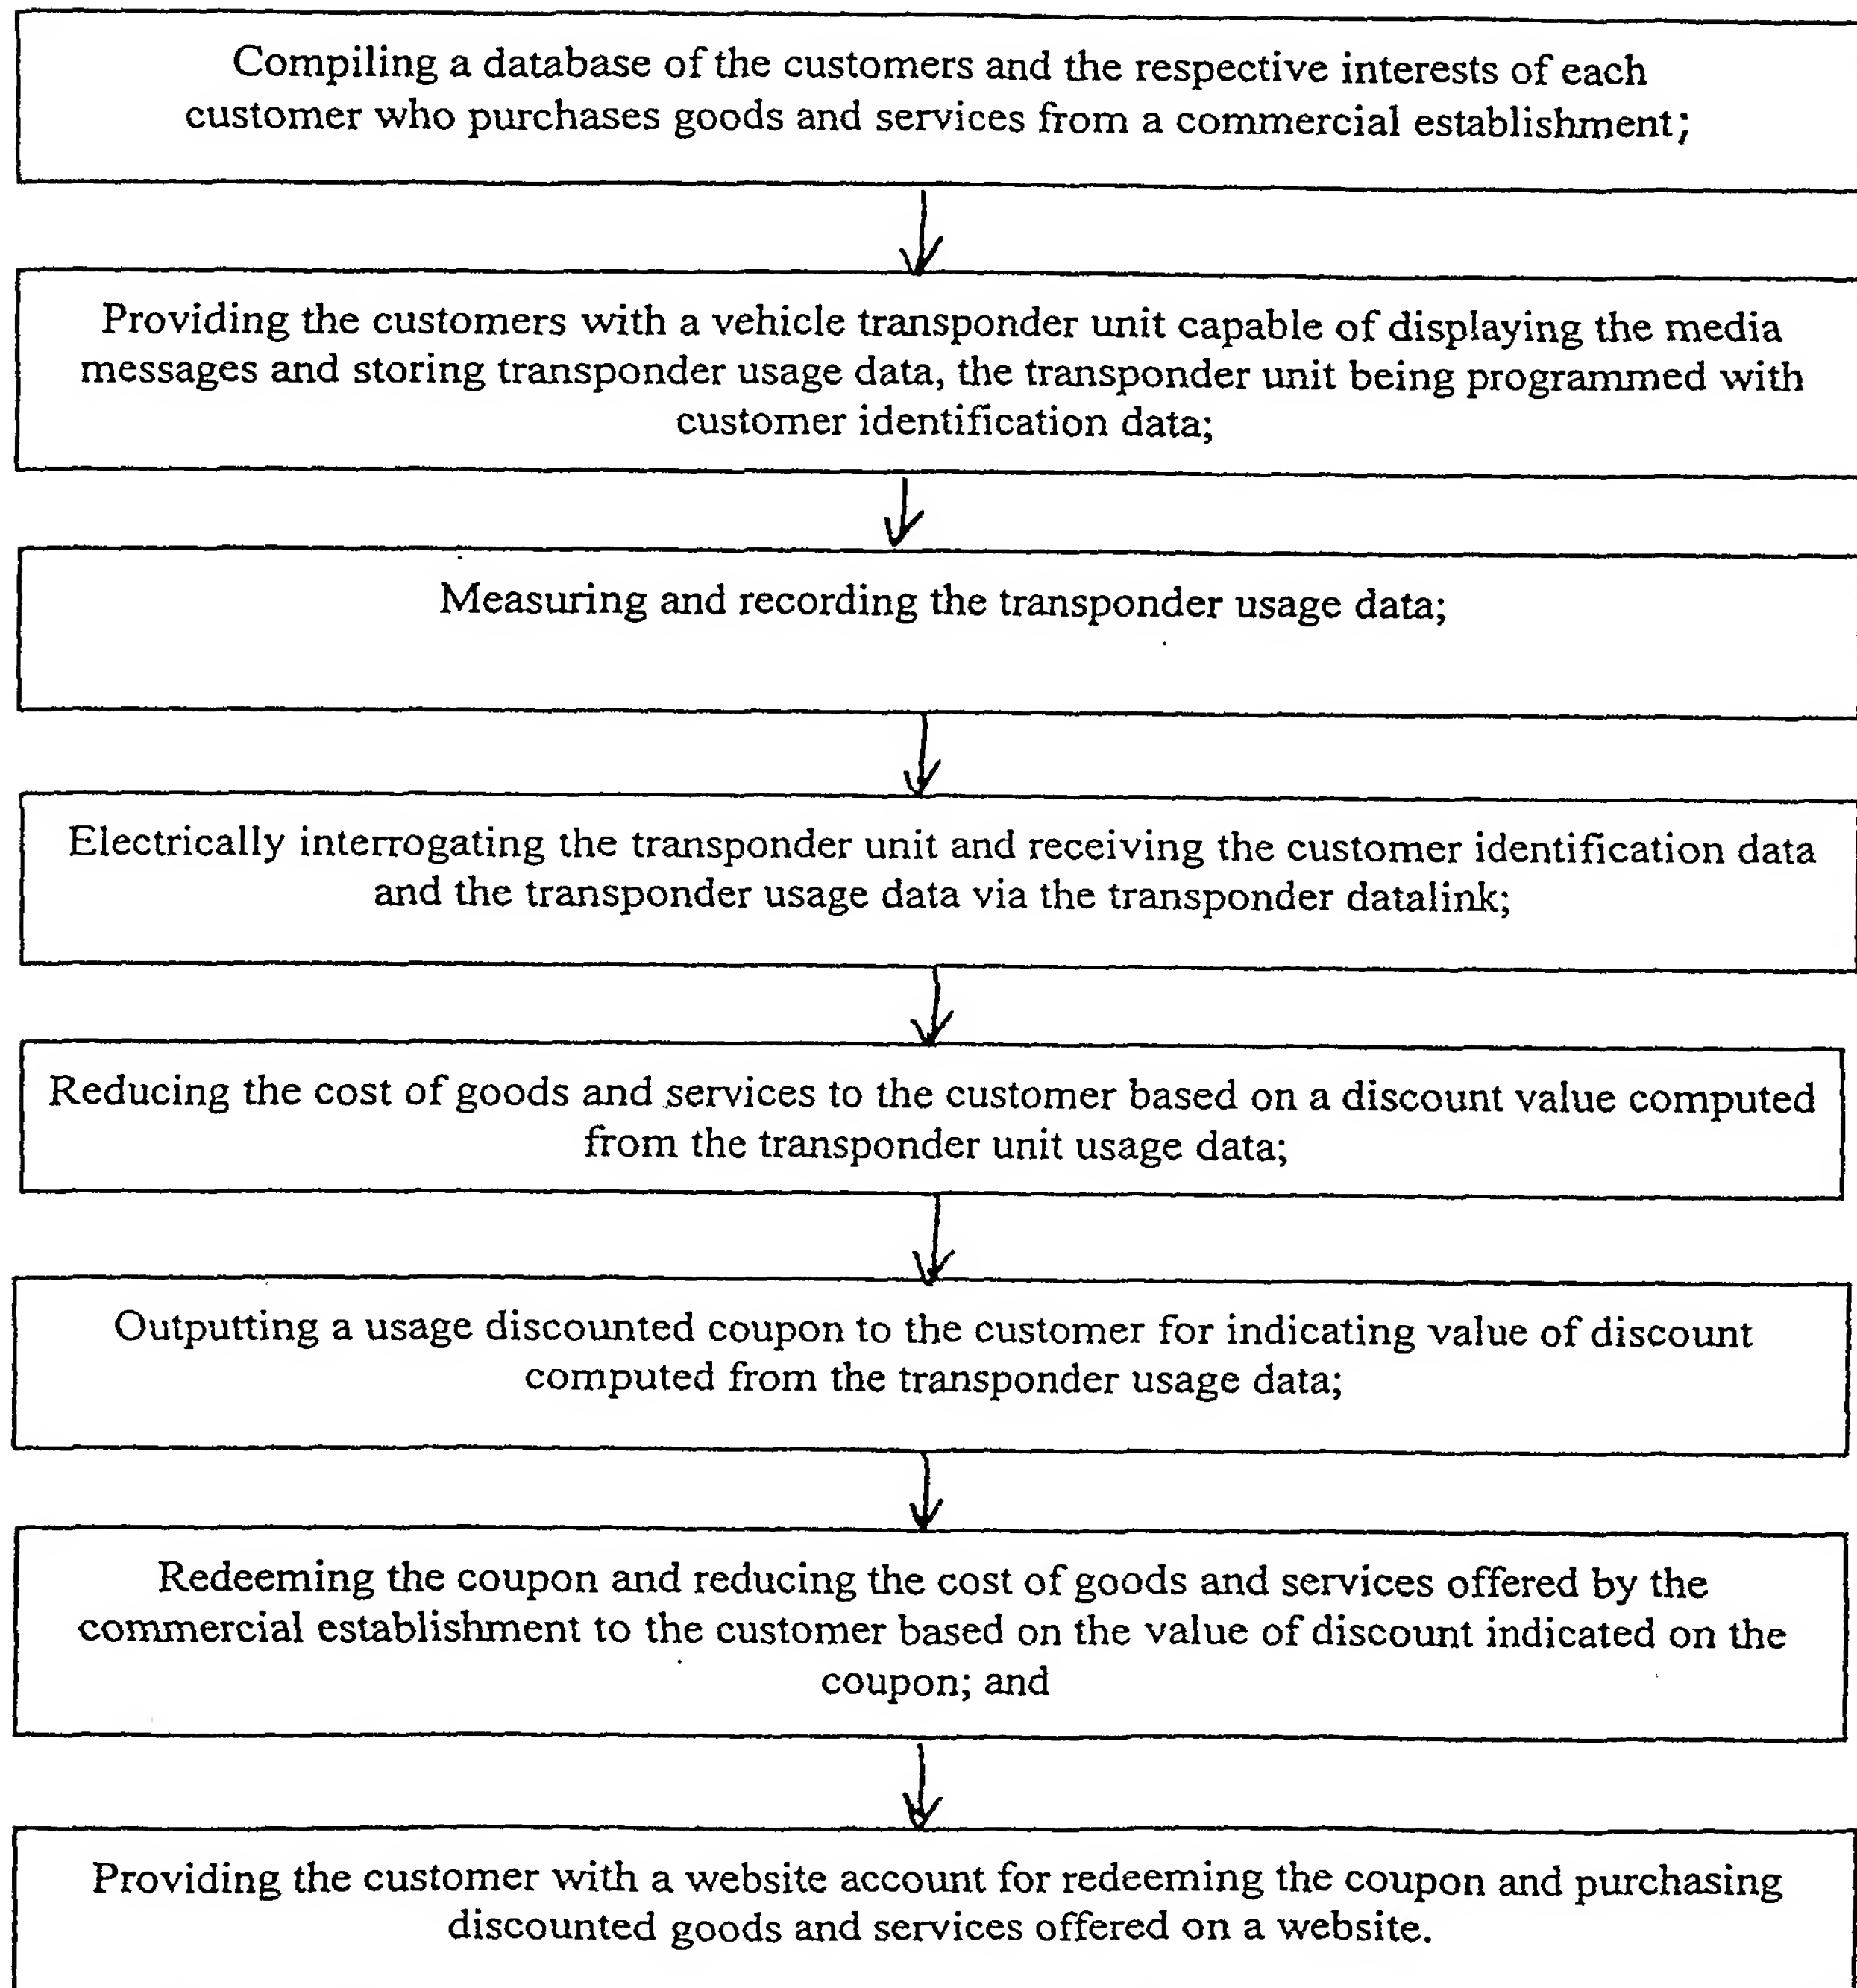 Compiling a database of the customers and the respective interests of each
customer who purchases goods and services from a commercial establishment;
Providing the customers with a vehicle transponder unit capable of displaying the media
messages and storing transponder usage data, the transponder unit being programmed with
customer identification data;
Measuring and recording the transponder usage data;
Electrically interrogating the transponder unit and receiving the customer identification data
and the transponder usage data via the transponder datalink;
Reducing the cost of goods and services to the customer based on a discount value computed
from the transponder unit usage data;
Outputting a usage discounted coupon to the customer for indicating value of discount
computed from the transponder usage data;
Redeeming the coupon and reducing the cost of goods and services offered by the
commercial establishment to the customer based on the value of discount indicated on the
coupon; and
Providing the customer with a website account for redeeming the coupon and purchasing
discounted goods and services offered on a website.